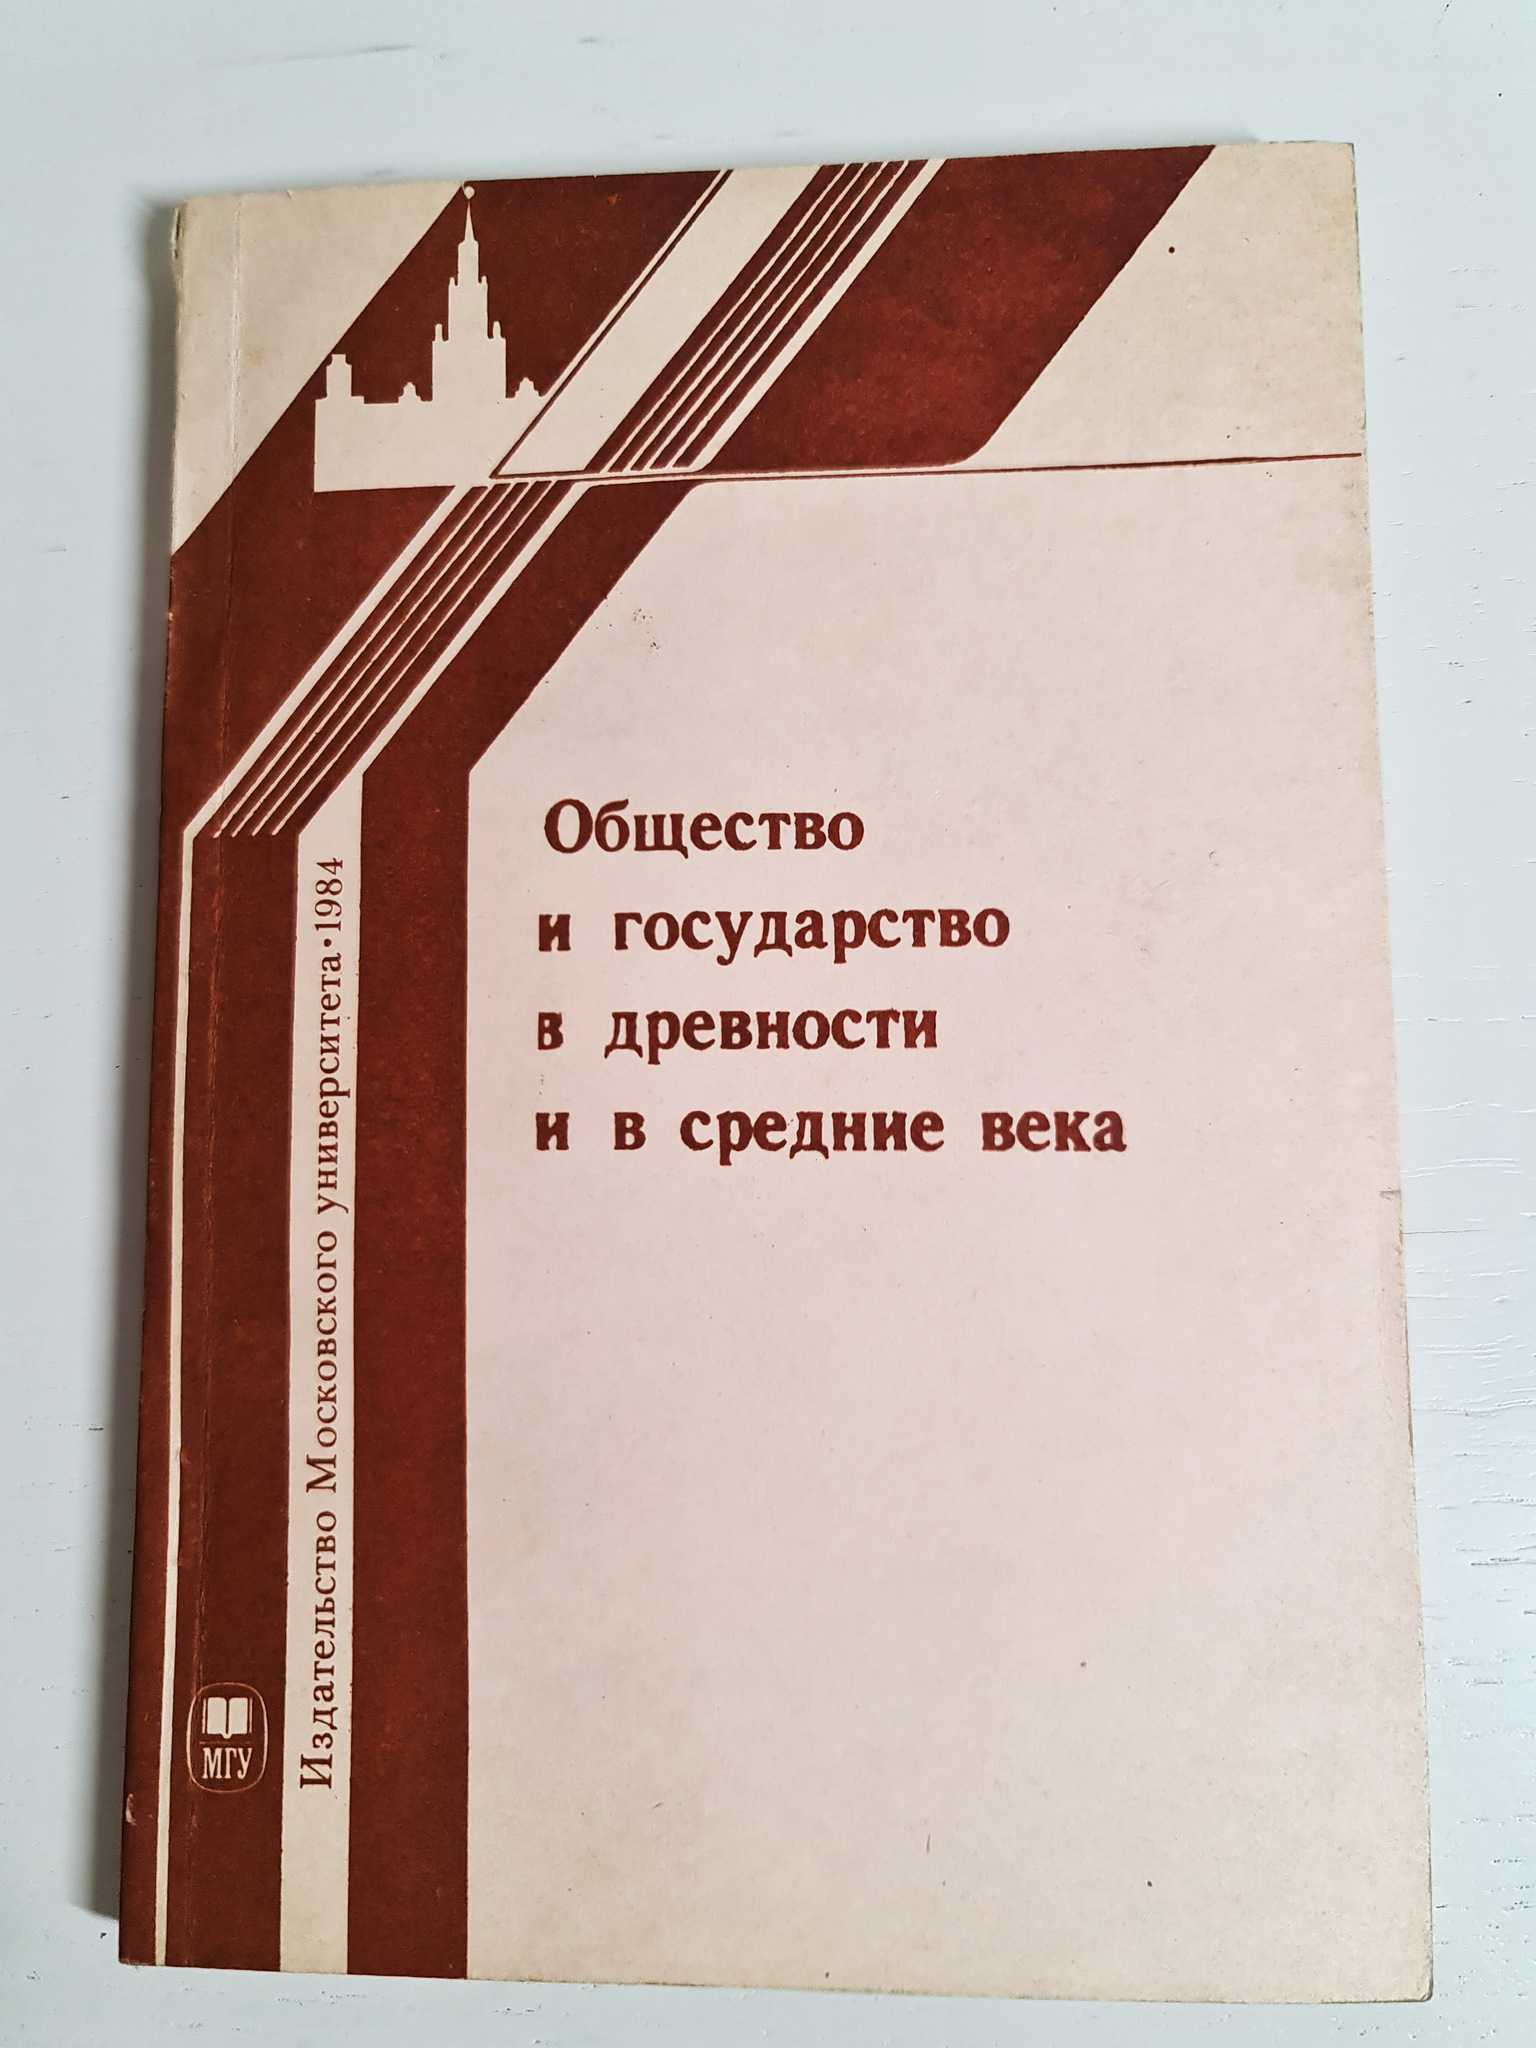 Общество
и государство
в древности
и в средние века
Издательство Московского университета·1984
МГУ